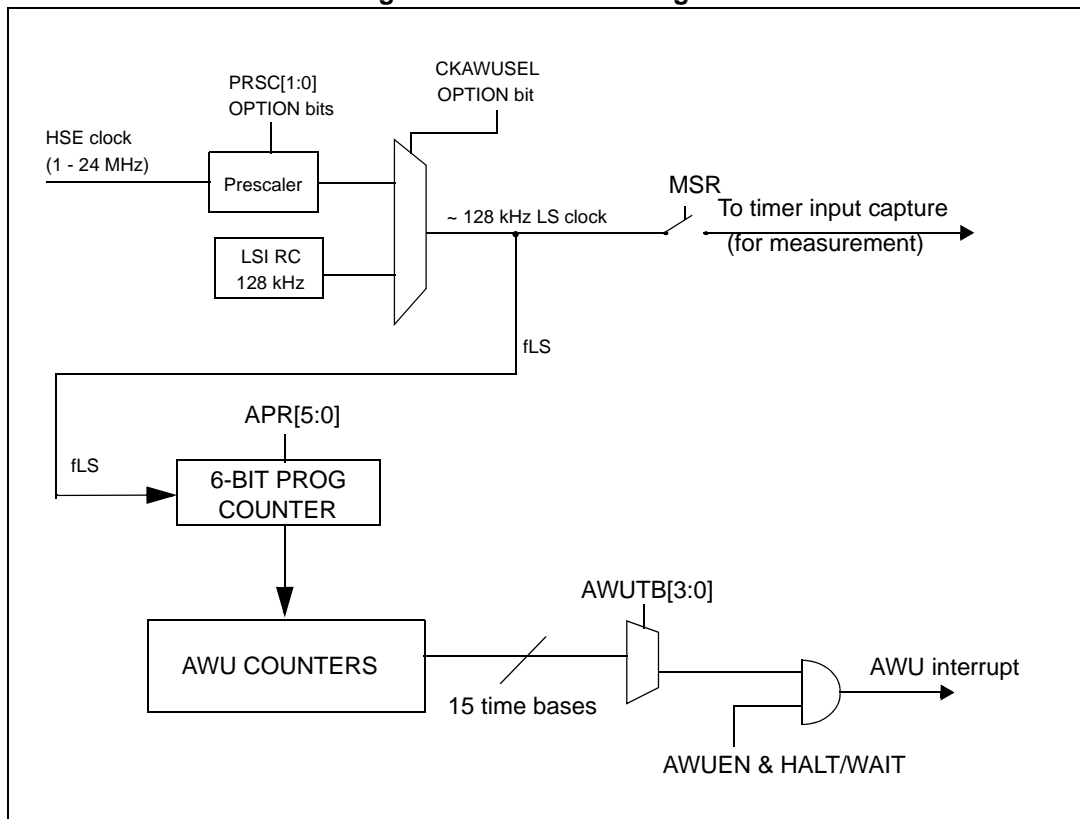 PRSC[1:0]
OPTION bits
CKAWUSEL
OPTION bit
HSE clock
(1 - 24 MHz)
Prescaler
LSI RC
128 kHz
~ 128 kHz LS clock
MSR
To timer input capture
(for measurement)
fLS
APR[5:0]
fLS
6-BIT PROG
COUNTER
AWUTB[3:0]
AWU COUNTERS
15 time bases
AWU interrupt
AWUEN & HALT/WAIT